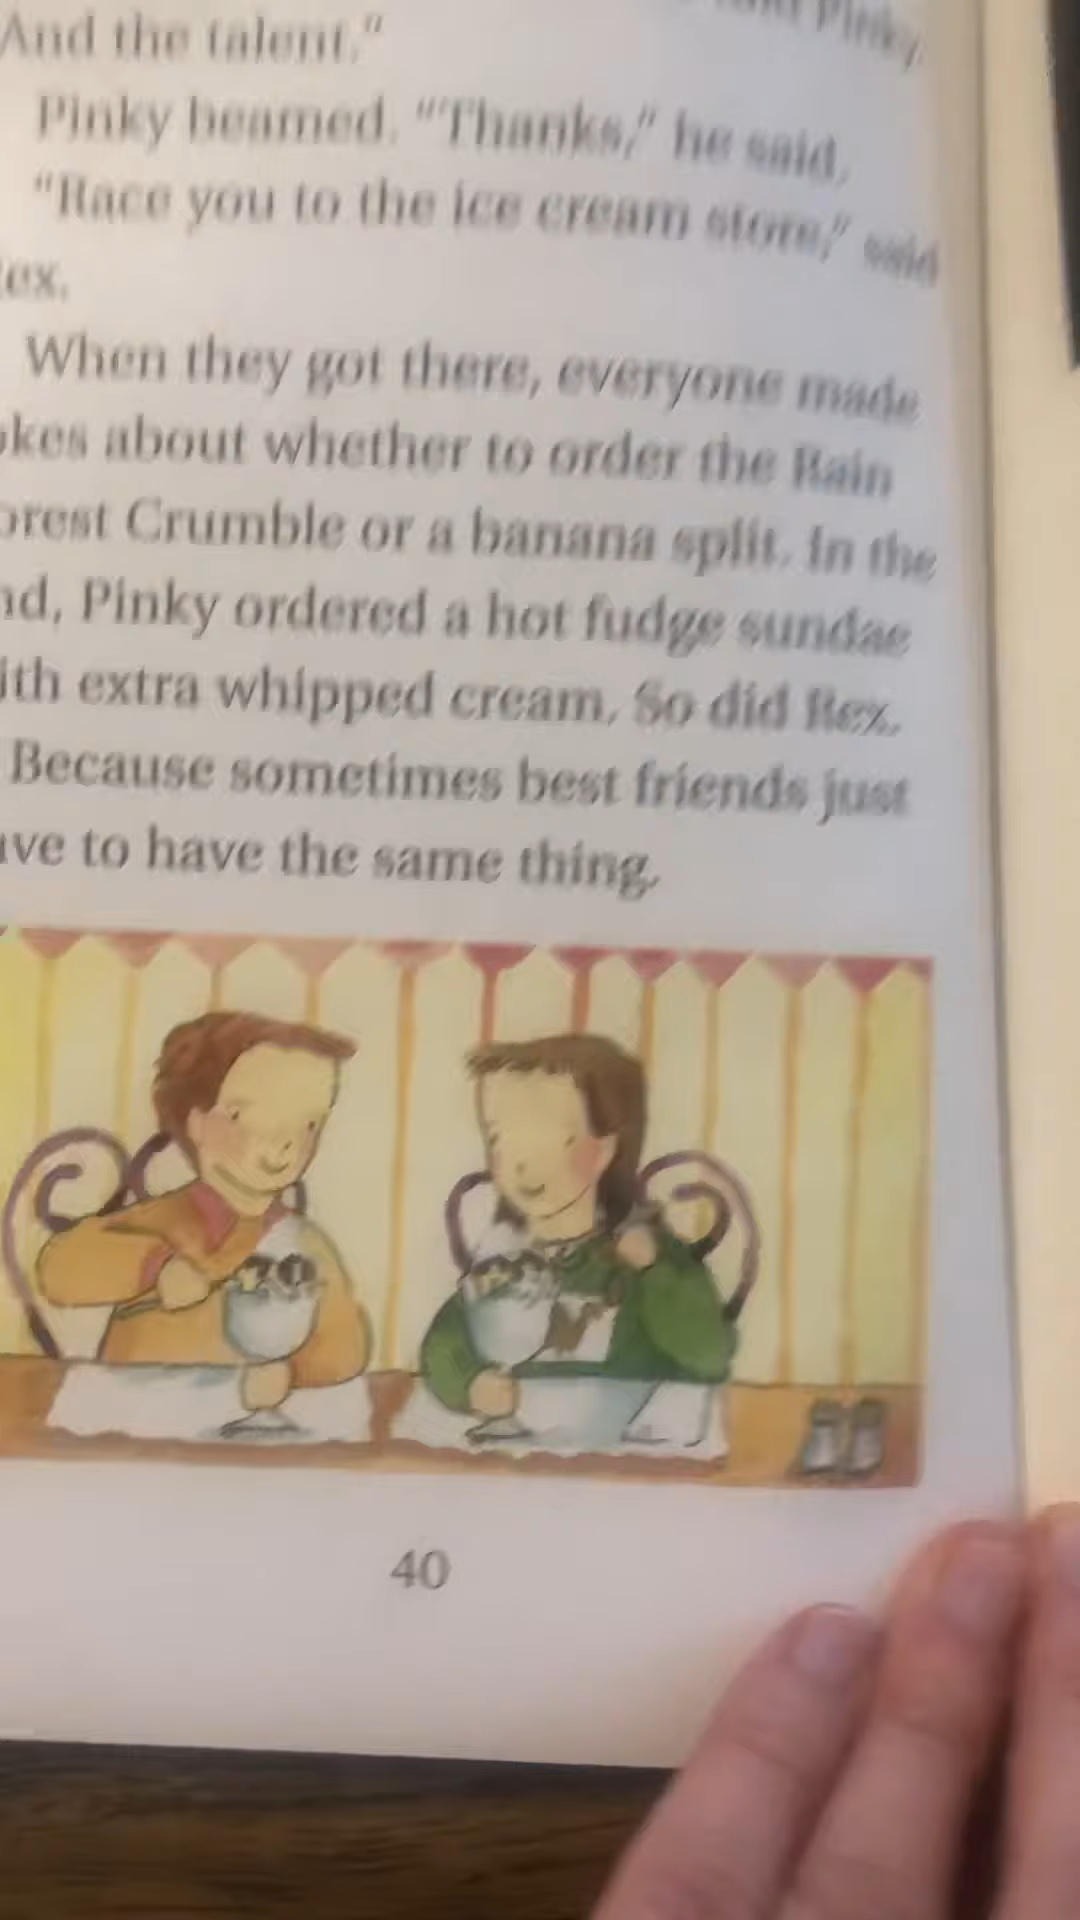 And the talent."
Pinky.
Pinky beamed. "Thanks," he said.
"Race you to the ice cream store," said
ex.
When they got there, everyone made
kes about whether to order the Rain
orest Crumble or a banana split. In the
nd, Pinky ordered a hot fudge sundae
ith extra whipped cream. So did Rex.
Because sometimes best friends just
ve to have the same thing.
40